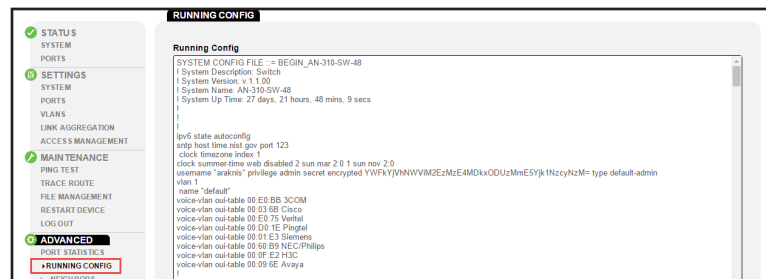 RUNNING CONFIG
STATUS
SYSTEM
PORTS
SETTINGS
SYSTEM
PORTS
VLANS
LINK AGGREGATION
ACCESS MANAGEMENT
MAINTENANCE
PING TEST
TRACE ROUTE
FILE MANAGEMENT
RESTART DEVICE
LOG OUT
ADVANCED
PORT STATISTICS
RUNNING CONFIG
NEIGHBORS
Running Config
SYSTEM CONFIG FILE ::= BEGIN_AN-310-SW-48
! System Description: Switch
! System Version: v.1.1.00
! System Name: AN-310-SW-48
! System Up Time: 27 days, 21 hours, 48 mins, 9 secs
!
!
!
ipv6 state autoconfig
sntp host time.nist.gov port 123
clock timezone index 1
clock summer-time web disabled 2 sun mar 2:0 1 sun nov 2:0
username "araknis" privilege admin secret encrypted YWFkYjVhNWViM2EzMzE4MDkxODUzMmE5Yjk1NzcyNzM= type default-admin
vlan 1
name "default"
voice-vlan oui-table 00:E0:BB 3COM
voice-vlan oui-table 00:03:6B Cisco
voice-vlan oui-table 00:E0:75 Veritel
voice-vlan oui-table 00:D0:1E Pingtel
voice-vlan oui-table 00:01:E3 Siemens
voice-vlan oui-table 00:60:B9 NEC/Philips
voice-vlan oui-table 00:0F:E2 H3C
voice-vlan oui-table 00:09:6E Avaya
!